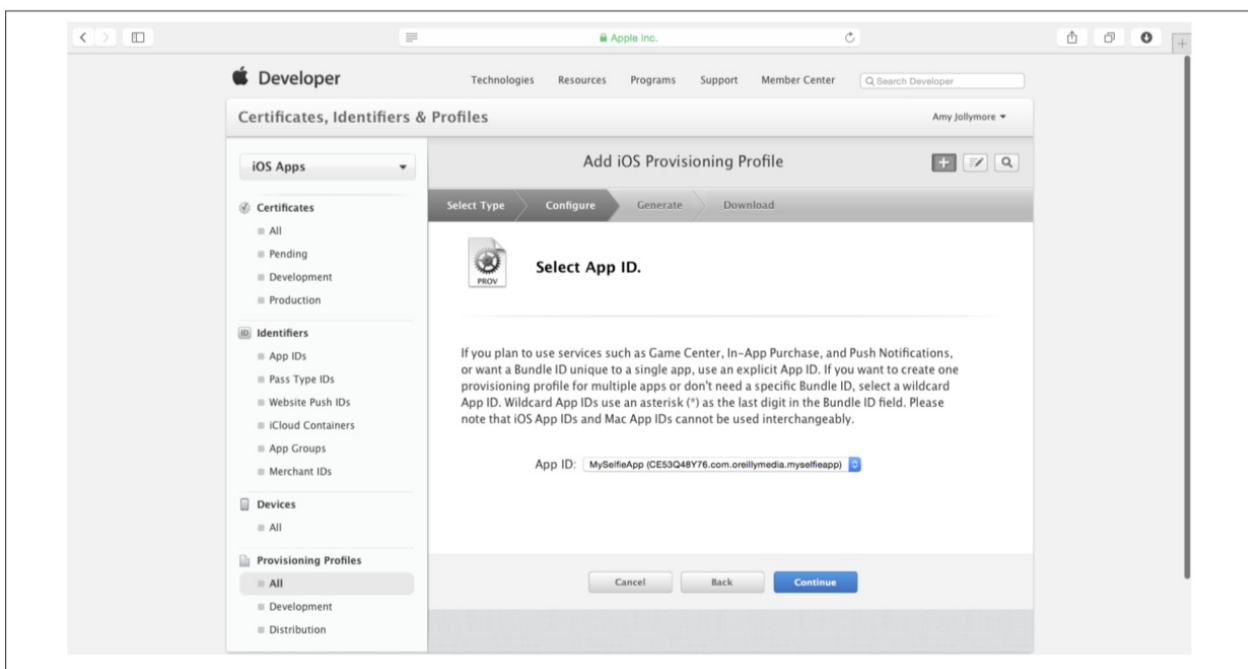 Apple Inc.
Developer
Technologies Resources Programs Support Member Center Search Developer
Certificates, Identifiers & Profiles
Amy Jollymore
iOS Apps
Add iOS Provisioning Profile
Certificates
All
Pending
Development
Production
Identifiers
App IDs
Pass Type IDs
Website Push IDs
iCloud Containers
App Groups
Merchant IDs
Devices
All
Provisioning Profiles
All
Development
Distribution
Select Type Configure Generate Download
PROV
Select App ID.
If you plan to use services such as Game Center, In-App Purchase, and Push Notifications,
or want a Bundle ID unique to a single app, use an explicit App ID. If you want to create one
provisioning profile for multiple apps or don't need a specific Bundle ID, select a wildcard
App ID. Wildcard App IDs use an asterisk (*) as the last digit in the Bundle ID field. Please
note that iOS App IDs and Mac App IDs cannot be used interchangeably.
App ID: MySelfieApp (CE53Q48Y76.com.oreillymedia.myselfieapp)
Cancel Back Continue